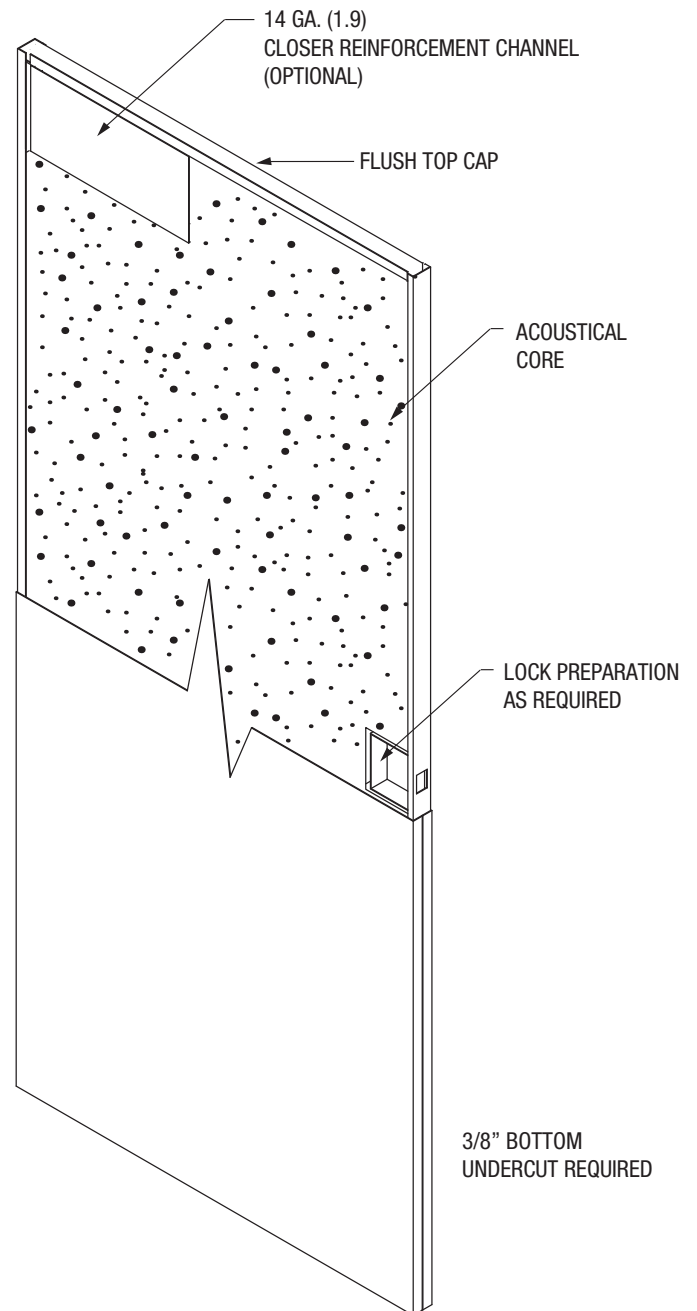 14 GA. (1.9)
CLOSER REINFORCEMENT CHANNEL
(OPTIONAL)
FLUSH TOP CAP
ACOUSTICAL
CORE
LOCK PREPARATION
AS REQUIRED
3/8” BOTTOM
UNDERCUT REQUIRED